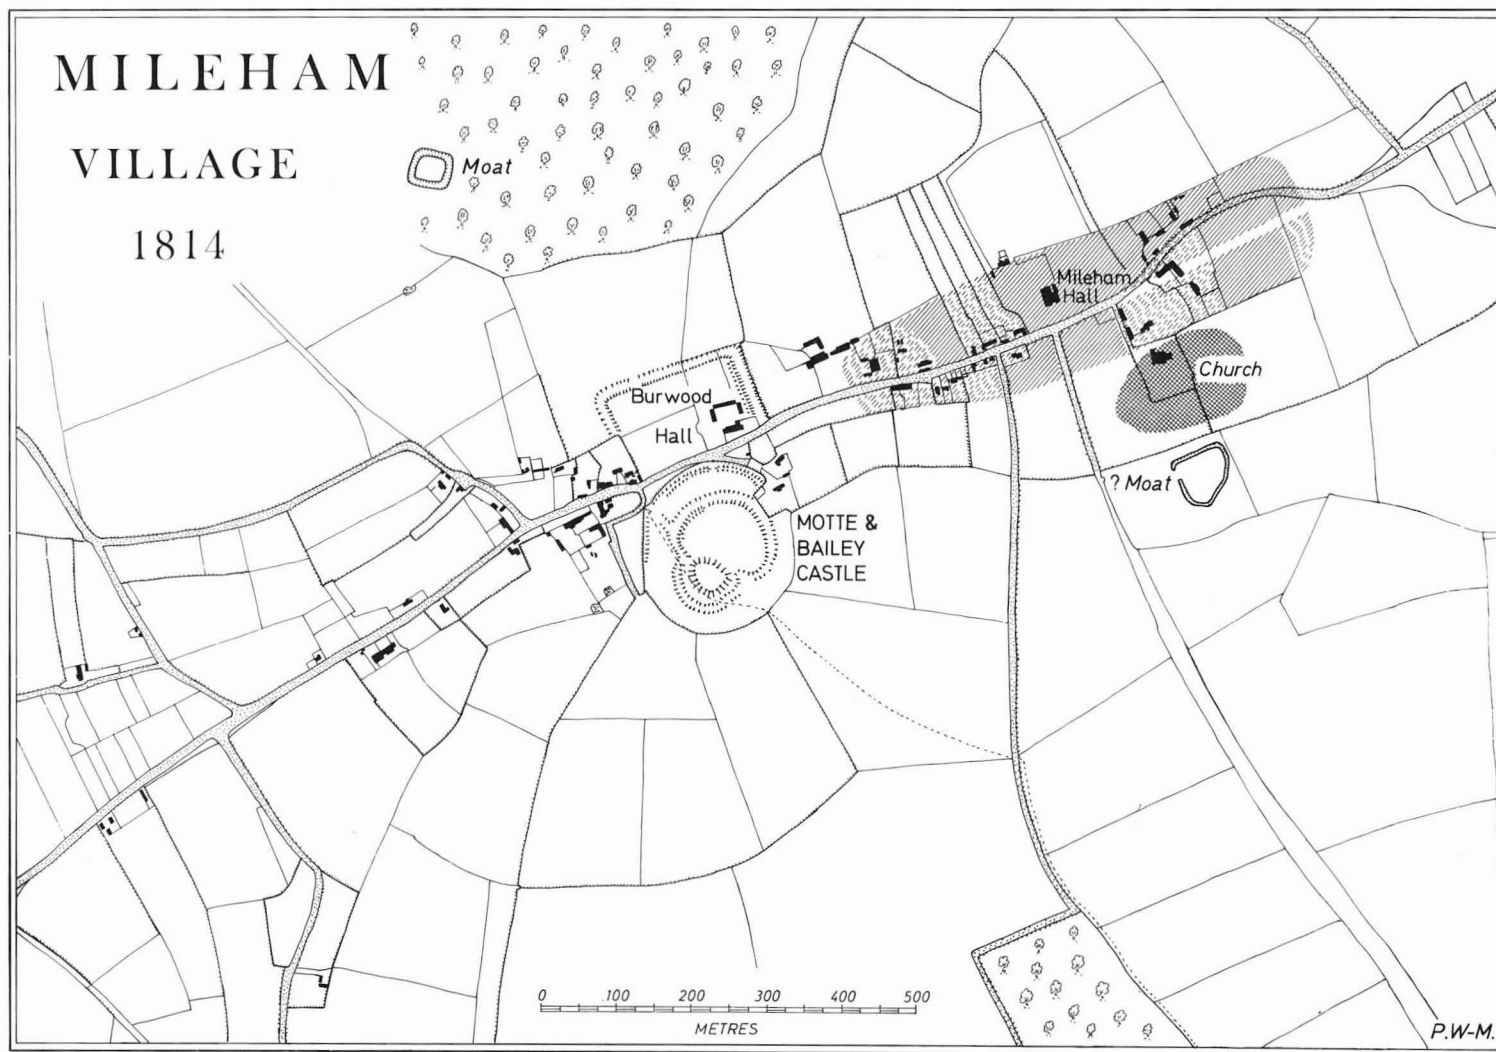 MILEHAM
VILLAGE
1814
Moat
Mileham
Hall
Church
Burwood
Hall
? Moat
MOTTE &
BAILEY
CASTLE
0 100 200 300 400 500
METRES
P.W-M.